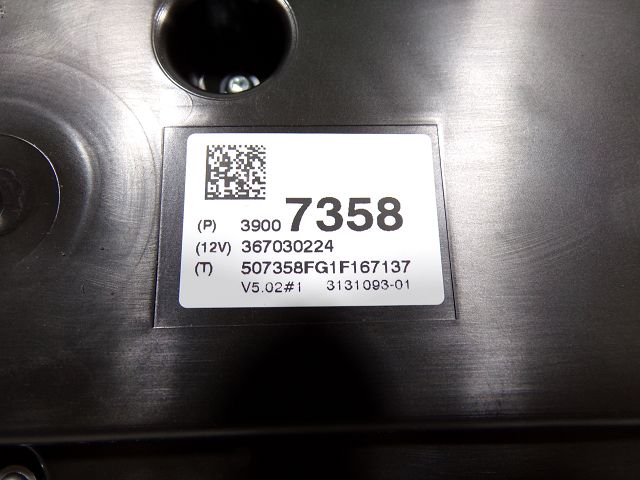 (P) 3900 7358
(12V) 367030224
(T) 507358FG1F167137
V5.02#1 3131093-01